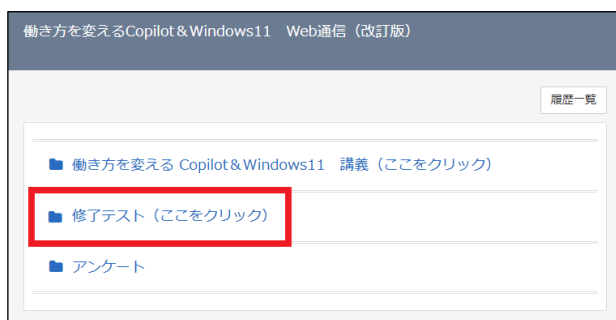 働き方を変えるCopilot＆Windows11　Web通信（改訂版）
履歴一覧
働き方を変える Copilot＆Windows11　講義（ここをクリック）
修了テスト（ここをクリック）
アンケート